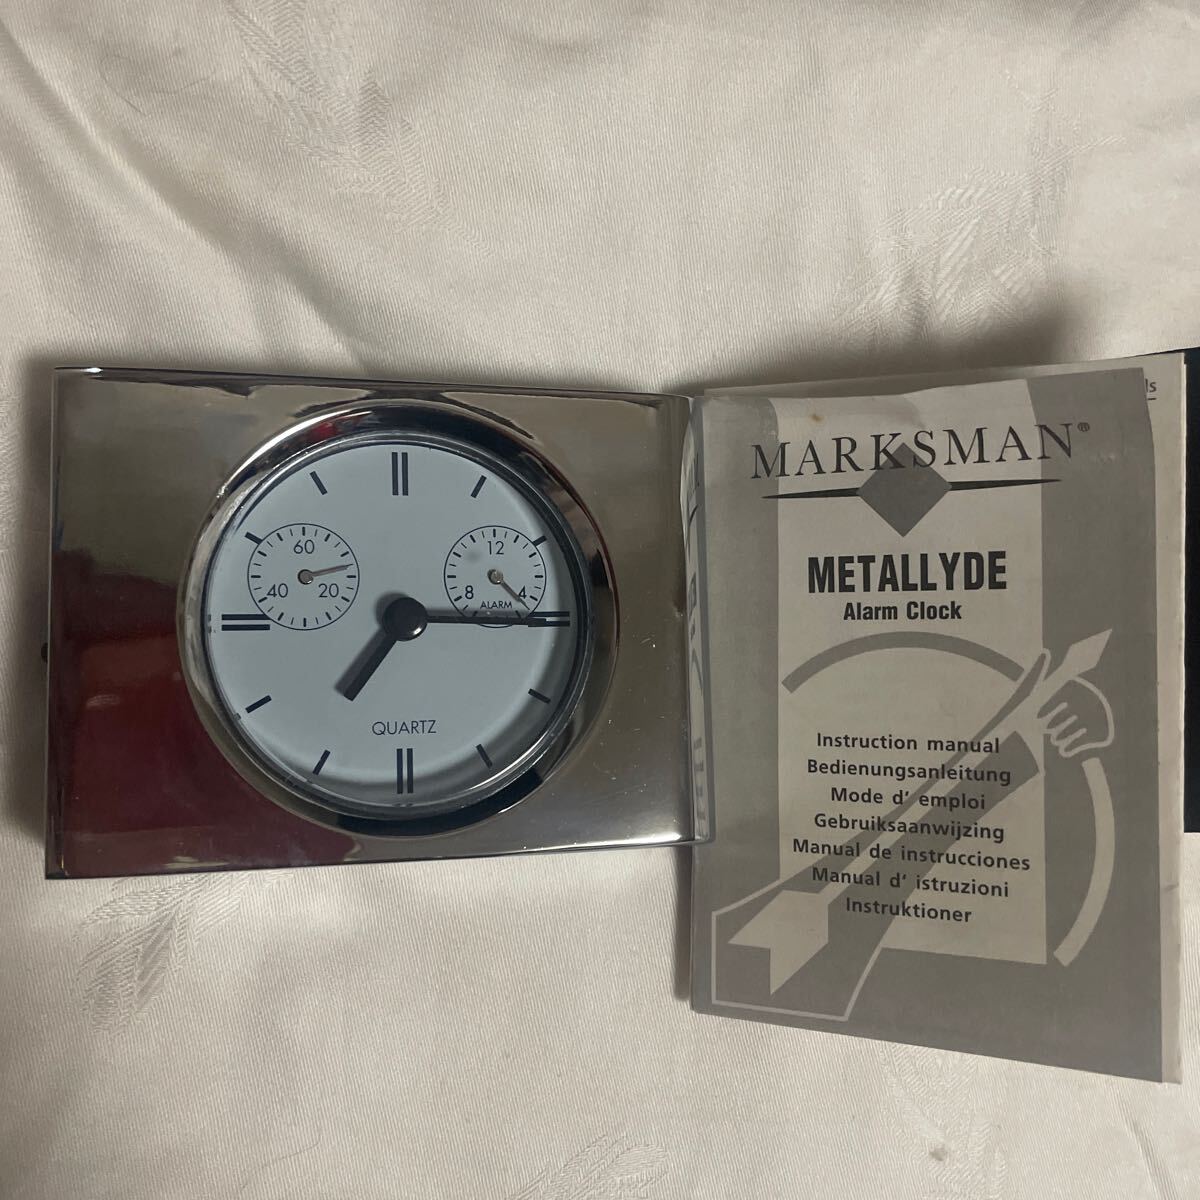 60
40 20
12
8 4
ALARM
QUARTZ
ls
MARKSMAN®
METALLYDE
Alarm Clock
Instruction manual
Bedienungsanleitung
Mode d' emploi
Gebruiksaanwijzing
Manual de instrucciones
Manual d' istruzioni
Instruktioner